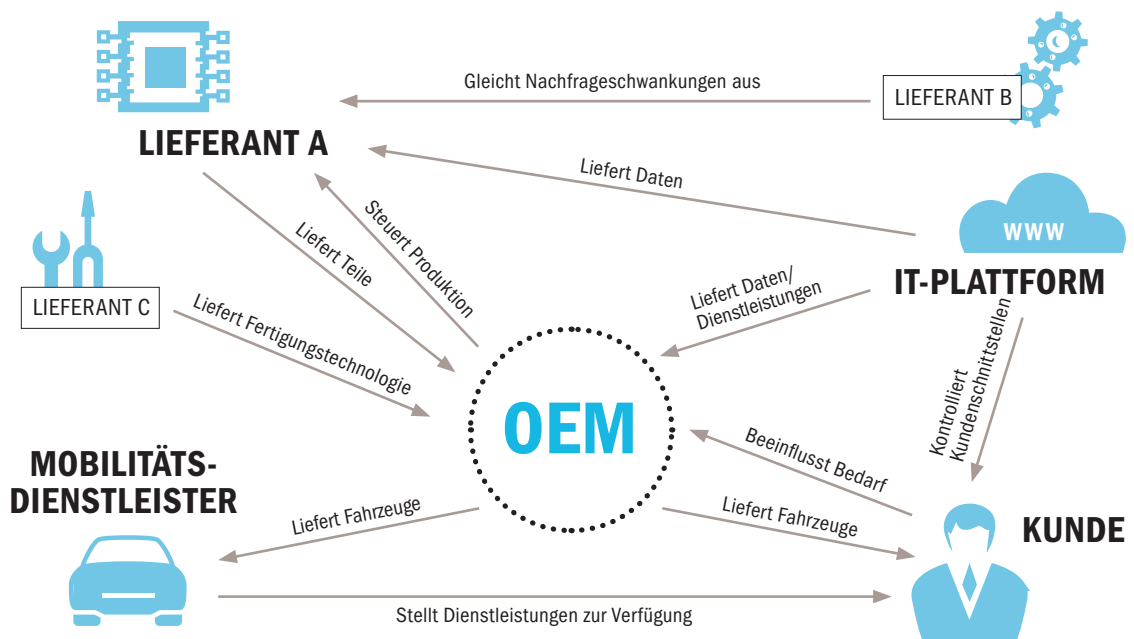 Gleicht Nachfrageschwankungen aus
LIEFERANT B
LIEFERANT A
Liefert Daten
WWW
IT-PLATTFORM
Steuert Produktion
Liefert Teile
LIEFERANT C
Liefert Fertigungstechnologie
Liefert Daten/
Dienstleistungen
Kontrolliert
Kundenschnittstellen
OEM
Beeinflusst Bedarf
MOBILITÄTS-
DIENSTLEISTER
Liefert Fahrzeuge
Liefert Fahrzeuge
KUNDE
Stellt Dienstleistungen zur Verfügung